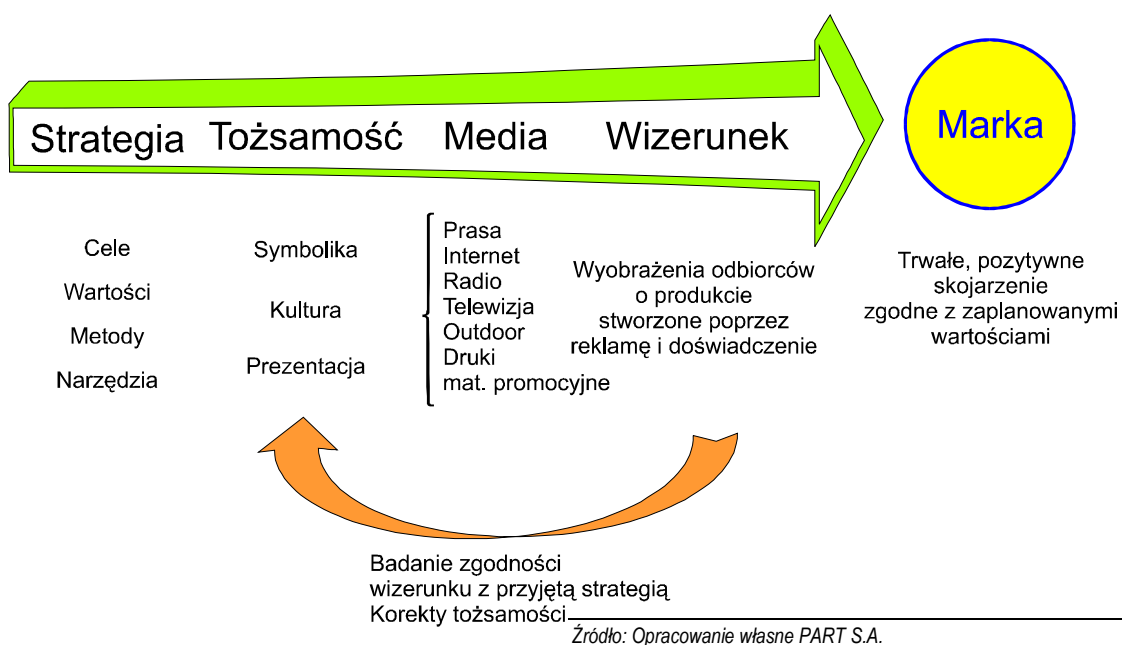 Strategia Tożsamość Media Wizerunek
Marka
Cele
Wartości
Metody
Narzędzia
Symbolika
Kultura
Prezentacja
Prasa
Internet
Radio
Telewizja
Outdoor
Druki
mat. promocyjne
Wyobrażenia odbiorców
o produkcie
stworzone poprzez
reklamę i doświadczenie
Trwałe, pozytywne
skojarzenie
zgodne z zaplanowanymi
wartościami
Badanie zgodności
wizerunku z przyjętą strategią
Korekty tożsamości
Źródło: Opracowanie własne PART S.A.